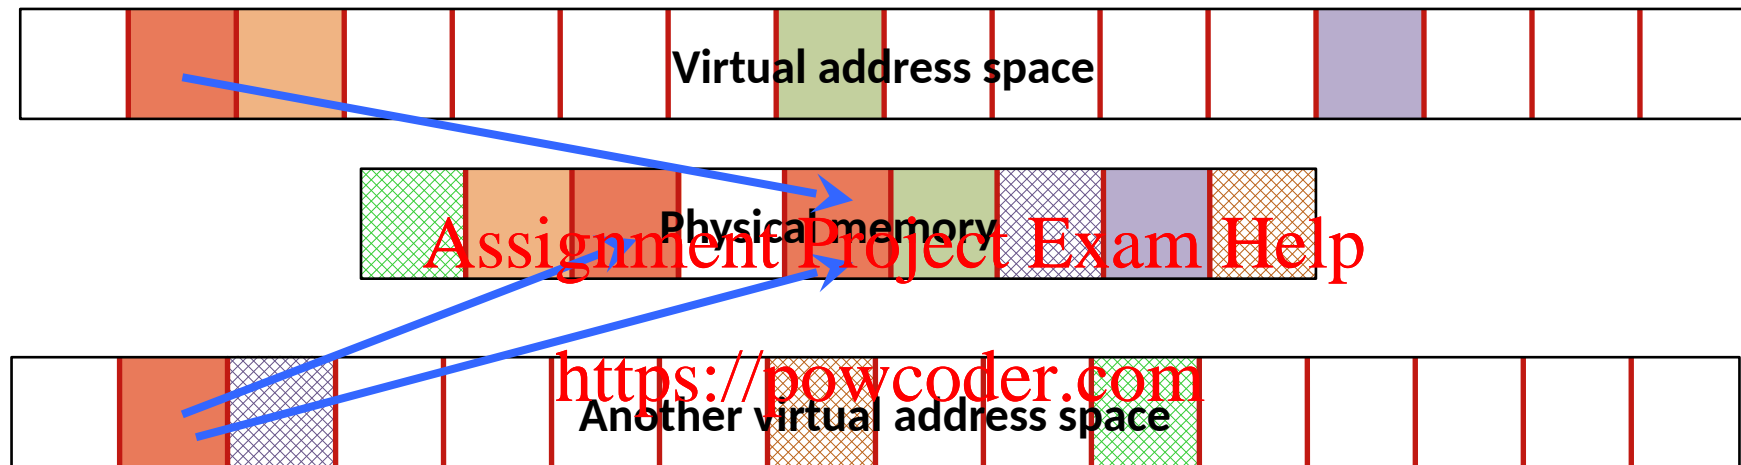 Virtual address space
Physical memory
Assignment Project Exam Help
https://powcoder.com
Another virtual address space